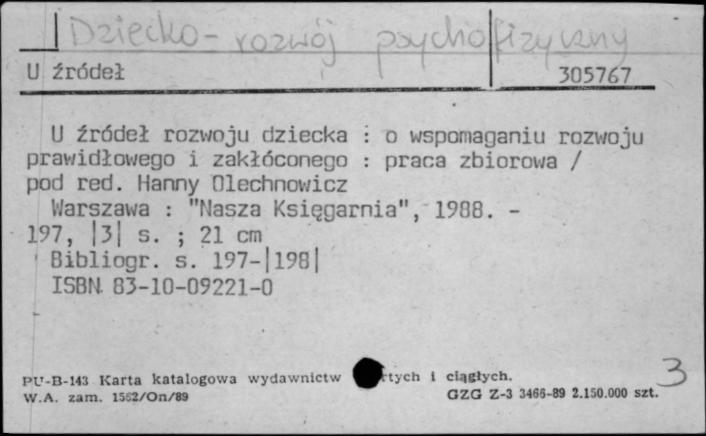 Dziecko - rozwój psychofizyczny
U źródeł 305767
U źródeł rozwoju dziecka : o wspomaganiu rozwoju
prawidłowego i zakłóconego : praca zbiorowa /
pod red. Hanny Olechnowicz
Warszawa : "Nasza Księgarnia", 1988. -
197, |3| s. ; 21 cm
Bibliogr. s. 197-|198|
ISBN 83-10-09221-0
3
PU-B-143 Karta katalogowa wydawnictw rtych i ciągłych.
W.A. zam. 1562/On/89 GZG Z-3 3466-89 2.150.000 szt.